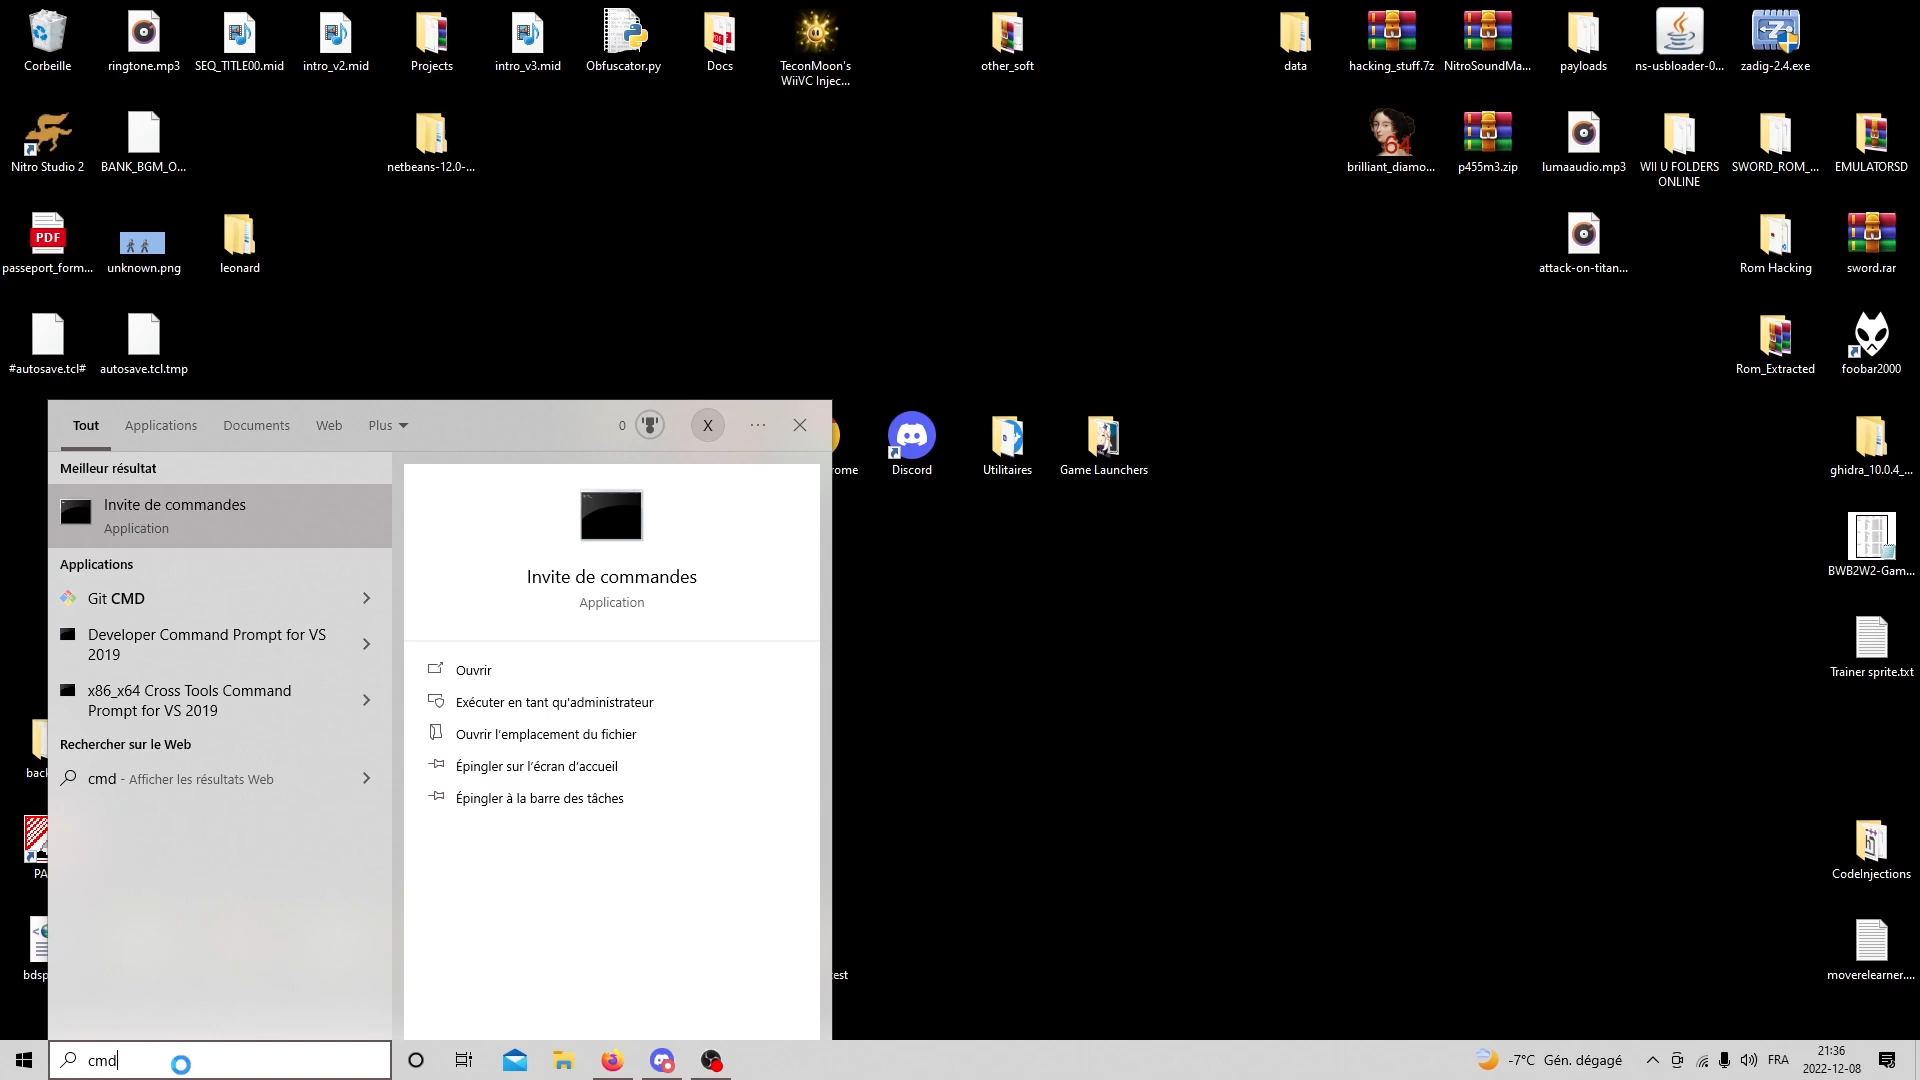 Corbeille
ringtone.mp3
SEQ_TITLE00.mid
intro_v2.mid
Projects
intro_v3.mid
Obfuscator.py
Docs
TeconMoon's
WiiVC Injec...
other_soft
data
hacking_stuff.7z
NitroSoundMa...
payloads
ns-usbloader-0...
zadig-2.4.exe
Nitro Studio 2
BANK_BGM_O...
netbeans-12.0-...
brilliant_diamo...
64
p455m3.zip
lumaaudio.mp3
WII U FOLDERS
ONLINE
SWORD_ROM_...
EMULATORSD
PDF
passeport_form...
unknown.png
leonard
attack-on-titan...
Rom Hacking
sword.rar
#autosave.tcl#
autosave.tcl.tmp
Rom_Extracted
foobar2000
Tout
Applications
Documents
Web
Plus
0
X
rome
Discord
Utilitaires
Game Launchers
ghidra_10.0.4_...
Meilleur résultat
Invite de commandes
Application
Applications
Git CMD
Developer Command Prompt for VS
2019
x86_x64 Cross Tools Command
Prompt for VS 2019
Rechercher sur le Web
cmd - Afficher les résultats Web
Invite de commandes
Application
Ouvrir
Exécuter en tant qu'administrateur
Ouvrir l'emplacement du fichier
Épingler sur l'écran d'accueil
Épingler à la barre des tâches
BWB2W2-Gam...
Trainer sprite.txt
back
PA
CodeInjections
bdsp
est
moverelearner....
cmd
-7°C Gén. dégagé
FRA
21:36
2022-12-08